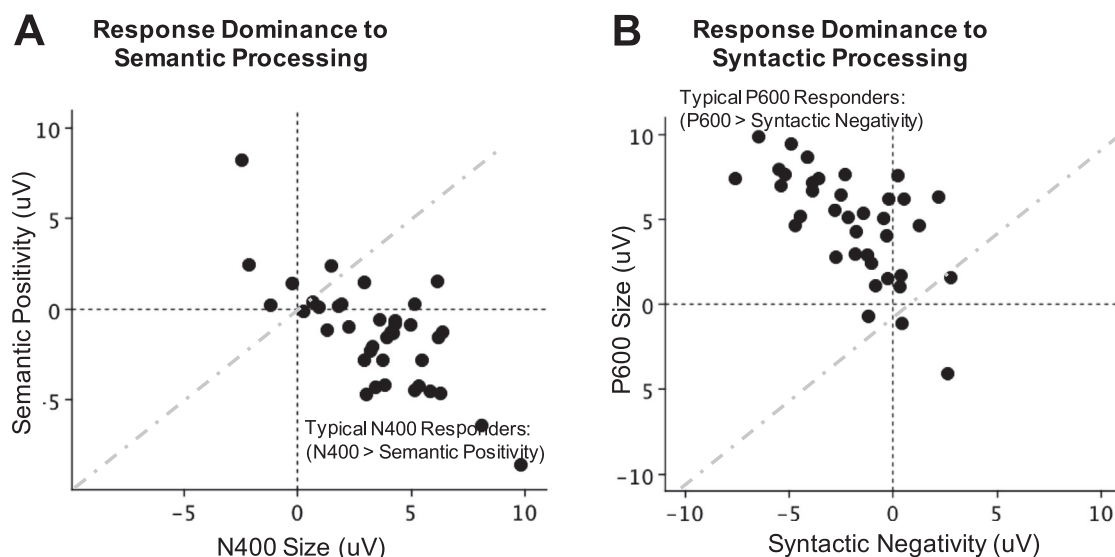 A
Response Dominance to
Semantic Processing
Semantic Positivity (uV)
10
5
0
-5
Typical N400 Responders:
(N400 > Semantic Positivity)
-5
0
5
10
N400 Size (uV)
B
Response Dominance to
Syntactic Processing
Typical P600 Responders:
(P600 > Syntactic Negativity)
P600 Size (uV)
10
5
0
5
-10
-10
-5
0
5
10
Syntactic Negativity (uV)